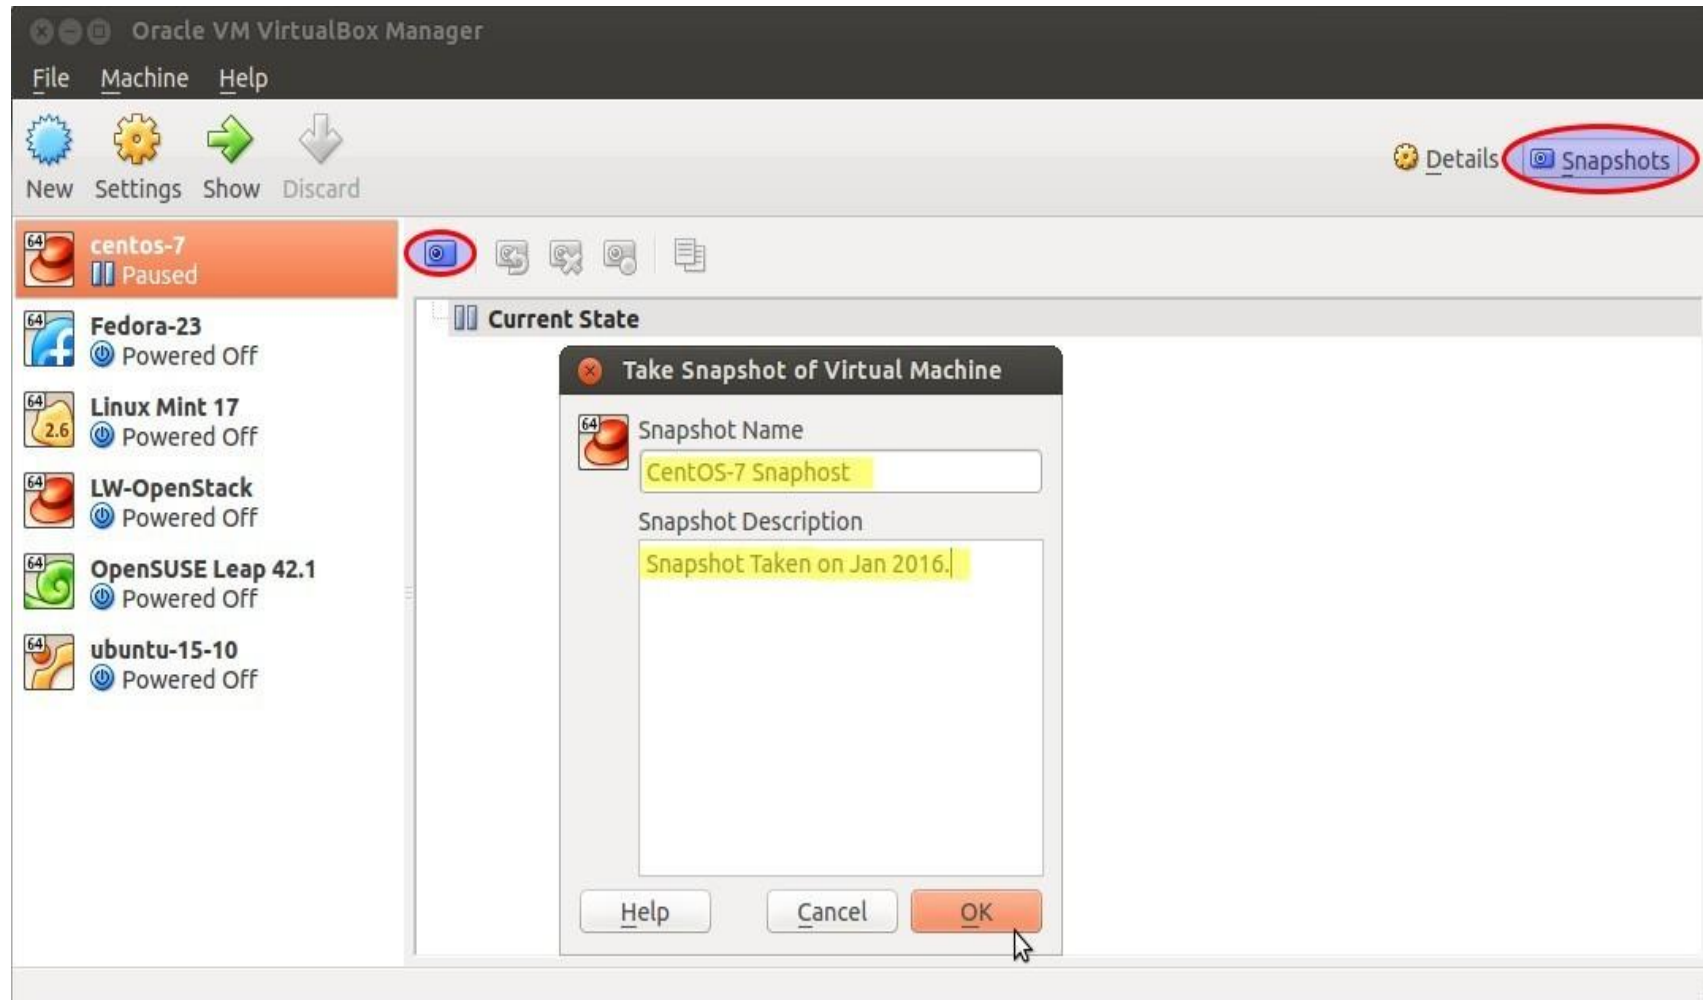 Oracle VM VirtualBox Manager
File Machine Help
New Settings Show Discard
Details Snapshots
64 centos-7
Paused
64 Fedora-23
Powered Off
64 Linux Mint 17
2.6 Powered Off
64 LW-OpenStack
Powered Off
64 OpenSUSE Leap 42.1
Powered Off
64 ubuntu-15-10
Powered Off
Current State
Take Snapshot of Virtual Machine
64 Snapshot Name
CentOS-7 Snaphost
Snapshot Description
Snapshot Taken on Jan 2016.
Help Cancel OK